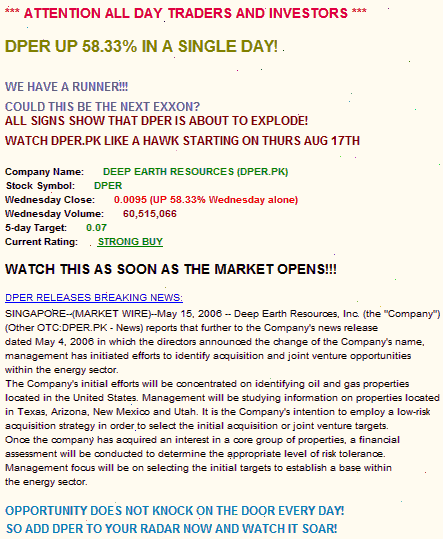 *** ATTENTION ALL DAY TRADERS AND INVESTORS ***
DPER UP 58.33% IN A SINGLE DAY!
WE HAVE A RUNNER!!!
COULD THIS BE THE NEXT EXXON?
ALL SIGNS SHOW THAT DPER IS ABOUT TO EXPLODE!
WATCH DPER.PK LIKE A HAWK STARTING ON THURS AUG 17TH
Company Name: DEEP EARTH RESOURCES (DPER.PK)
Stock Symbol: DPER
Wednesday Close: 0.0095 (UP 58.33% Wednesday alone)
Wednesday Volume: 60,515,066
5-day Target: 0.07
Current Rating: STRONG BUY
WATCH THIS AS SOON AS THE MARKET OPENS!!!
DPER RELEASES BREAKING NEWS:
SINGAPORE--(MARKET WIRE)--May 15, 2006 -- Deep Earth Resources, Inc. (the "Company")
(Other OTC:DPER.PK - News) reports that further to the Company's news release
dated May 4, 2006 in which the directors announced the change of the Company's name,
management has initiated efforts to identify acquisition and joint venture opportunities
within the energy sector.
The Company's initial efforts will be concentrated on identifying oil and gas properties
located in the United States. Management will be studying information on properties located
in Texas, Arizona, New Mexico and Utah. It is the Company's intention to employ a low-risk
acquisition strategy in order to select the initial acquisition or joint venture targets.
Once the company has acquired an interest in a core group of properties, a financial
assessment will be conducted to determine the appropriate level of risk tolerance.
Management focus will be on selecting the initial targets to establish a base within
the energy sector.
OPPORTUNITY DOES NOT KNOCK ON THE DOOR EVERY DAY!
SO ADD DPER TO YOUR RADAR NOW AND WATCH IT SOAR!